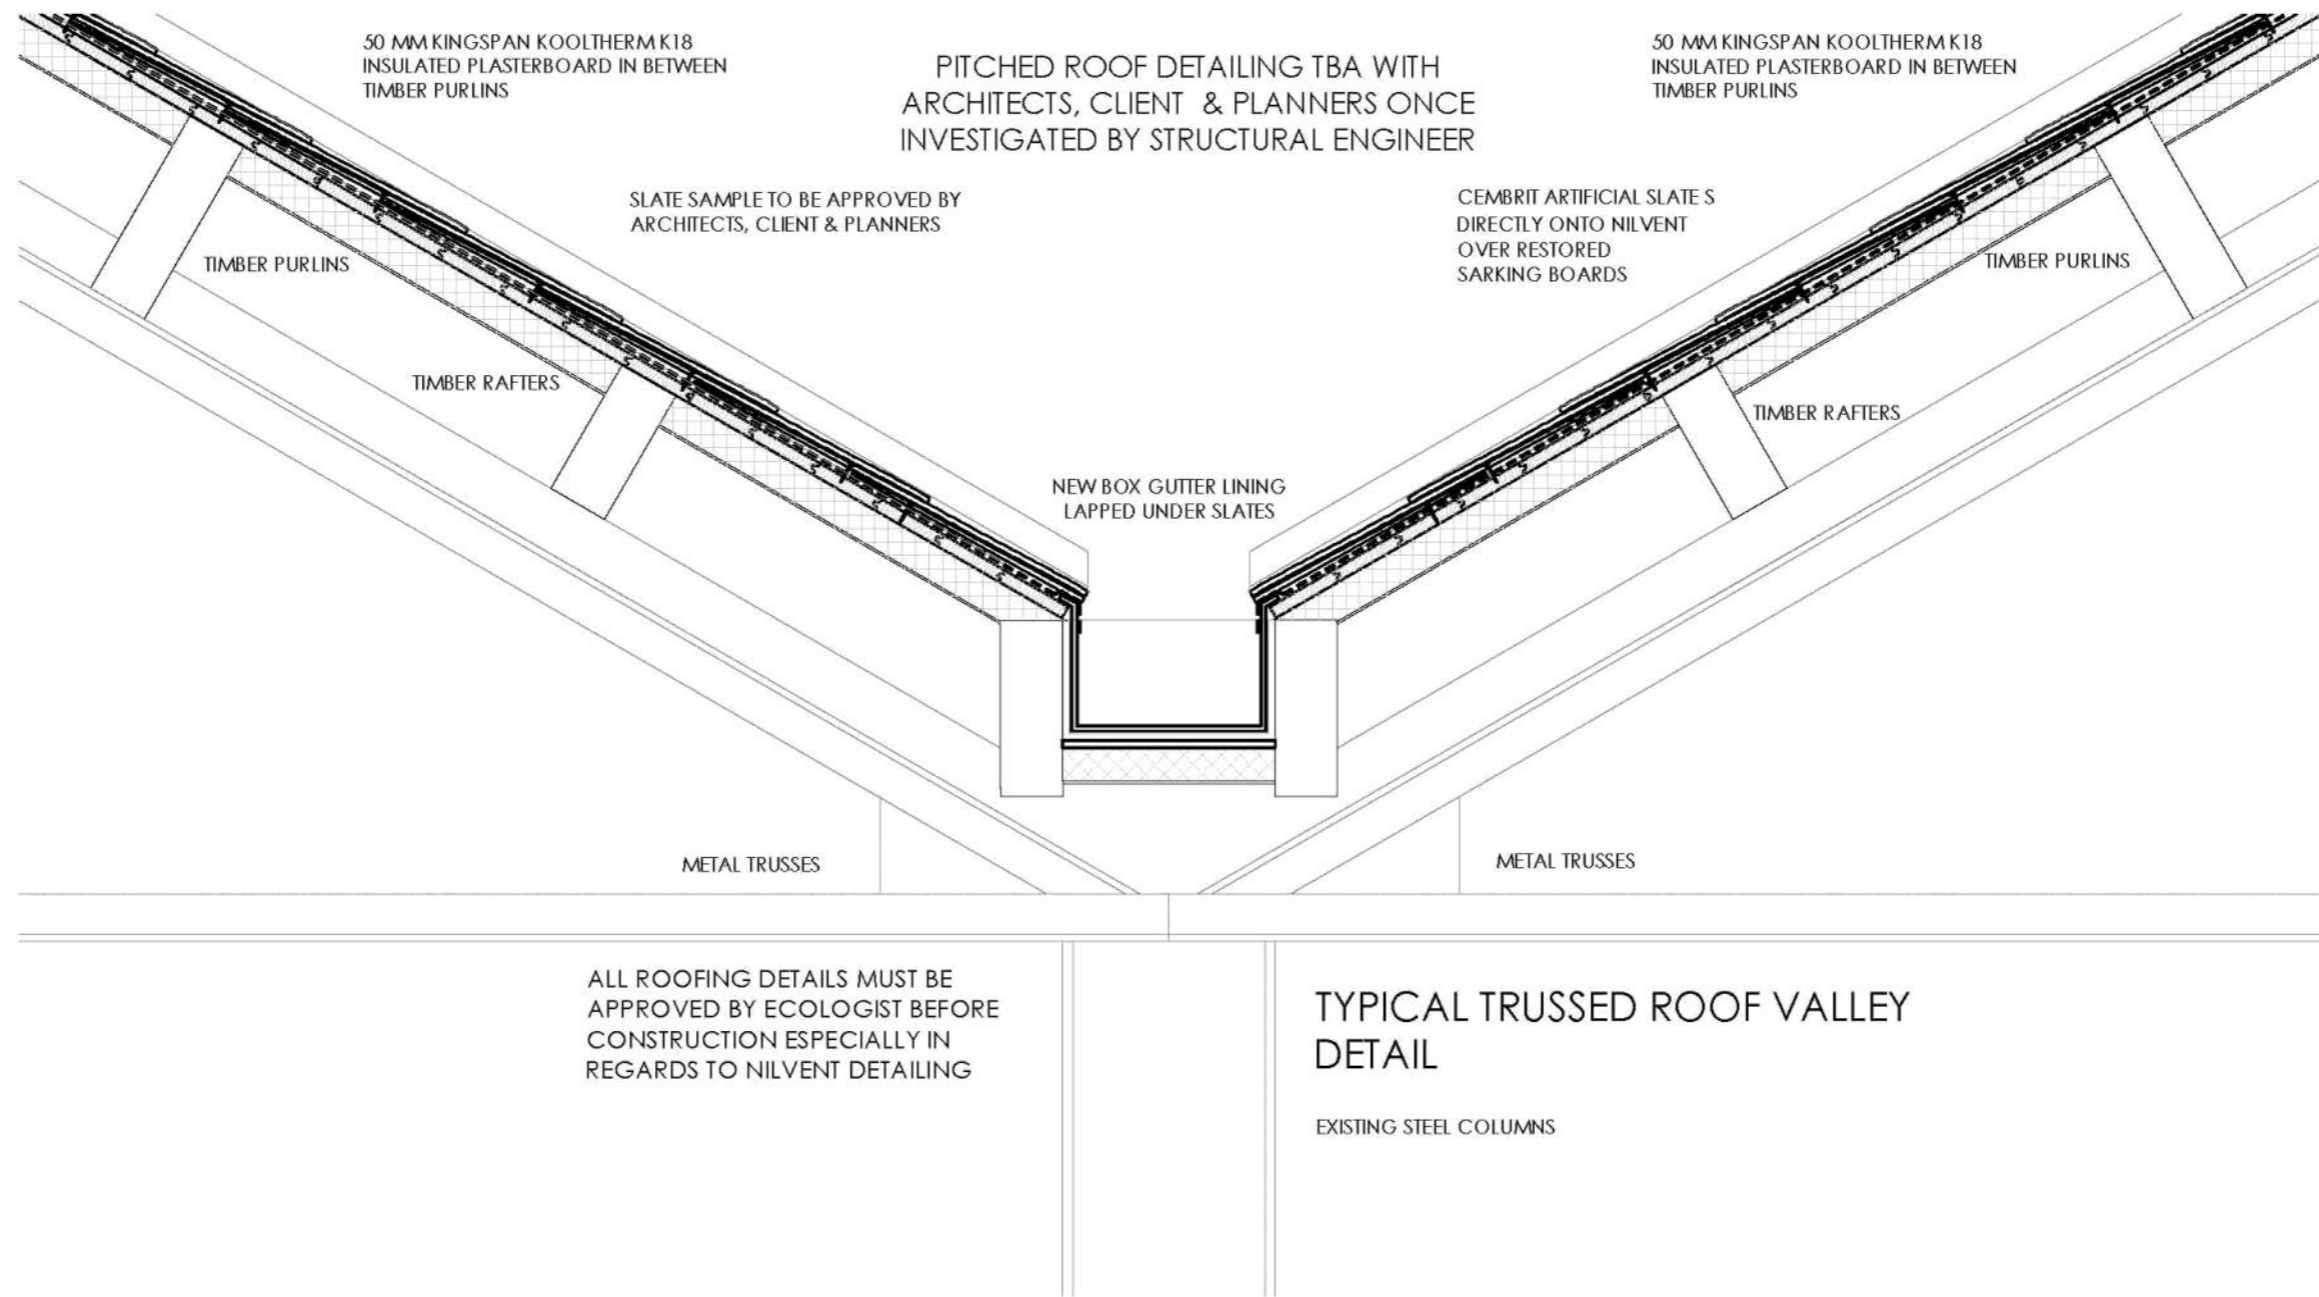 50 MM KINGSPAN KOOLTHERM K18
INSULATED PLASTERBOARD IN BETWEEN
TIMBER PURLINS
PITCHED ROOF DETAILING TBA WITH
ARCHITECTS, CLIENT & PLANNERS ONCE
INVESTIGATED BY STRUCTURAL ENGINEER
50 MM KINGSPAN KOOLTHERM K18
INSULATED PLASTERBOARD IN BETWEEN
TIMBER PURLINS
SLATE SAMPLE TO BE APPROVED BY
ARCHITECTS, CLIENT & PLANNERS
CEMBRIT ARTIFICIAL SLATE S
DIRECTLY ONTO NILVENT
OVER RESTORED
SARKING BOARDS
TIMBER PURLINS
TIMBER PURLINS
TIMBER RAFTERS
TIMBER RAFTERS
NEW BOX GUTTER LINING
LAPPED UNDER SLATES
METAL TRUSSES
METAL TRUSSES
ALL ROOFING DETAILS MUST BE
APPROVED BY ECOLOGIST BEFORE
CONSTRUCTION ESPECIALLY IN
REGARDS TO NILVENT DETAILING
TYPICAL TRUSSED ROOF VALLEY
DETAIL
EXISTING STEEL COLUMNS